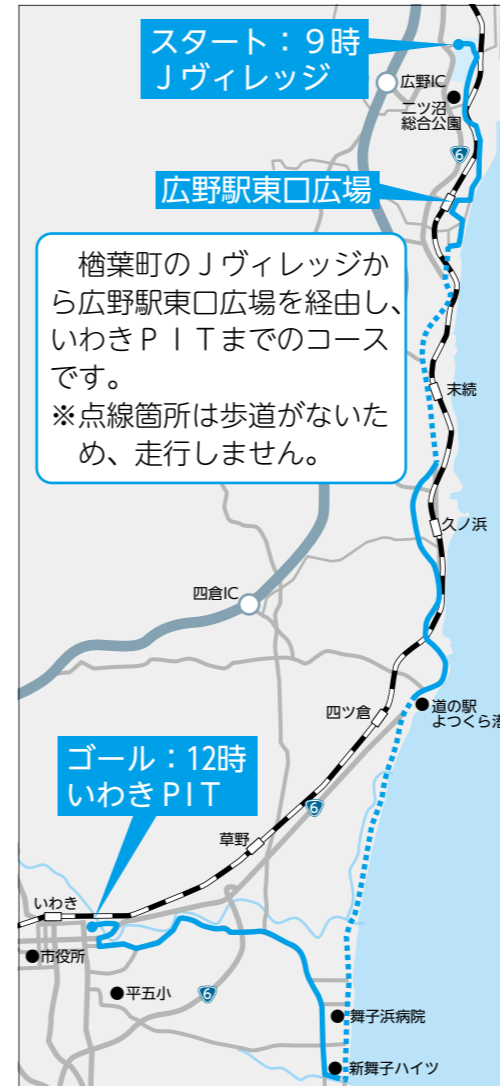 スタート：９時
Ｊヴィレッジ
広野IC
二ツ沼
総合公園
6
広野駅東口広場
楢葉町のＪヴィレッジか
ら広野駅東口広場を経由し、
いわきＰＩＴまでのコース
です。
※点線箇所は歩道がないた
め、走行しません。
末続
久ノ浜
四倉IC
四ツ倉
道の駅
よつくら港
ゴール：12時
いわきPIT
6
草野
いわき
市役所
平五小
6
舞子浜病院
新舞子ハイツ